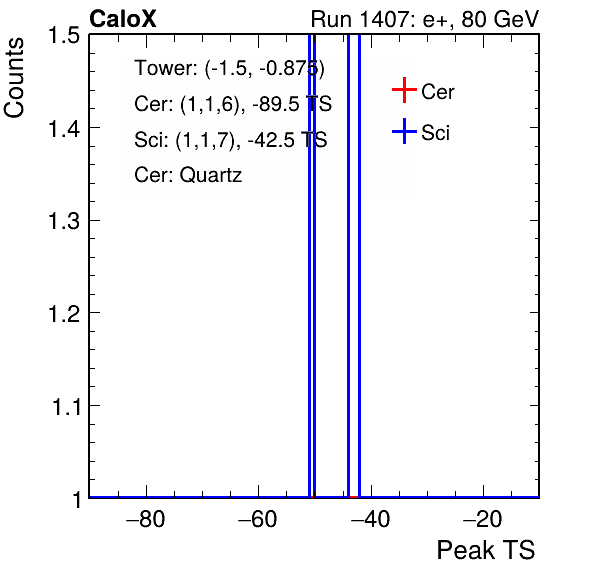 CaloX Run 1407: e+, 80 GeV
Counts
Tower: (-1.5, -0.875)
Cer: (1,1,6), -89.5 TS
Sci: (1,1,7), -42.5 TS
Cer: Quartz
Cer
Sci
1.5
1.4
1.3
1.2
1.1
1
−80 −60 −40 −20
Peak TS